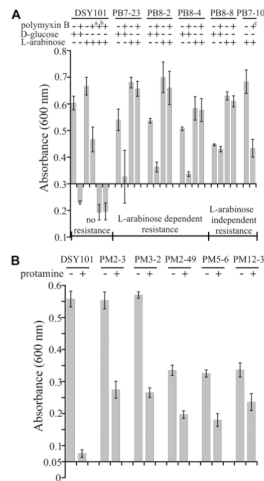 A
DSY101 PB7-23 PB8-2 PB8-4 PB8-8 PB7-10
polymyxin B
D-glucose
L-arabinose
Absorbance (600 nm)
0.8
0.7
0.6
0.5
0.4
0.3
0.2
0.1
no resistance
L-arabinose dependent resistance
L-arabinose independent resistance
B
DSY101 PM2-3 PM3-2 PM2-49 PM5-6 PM12-3
protamine - + - + - + - + - + - +
Absorbance (600 nm)
0.6
0.5
0.4
0.3
0.2
0.1
0.05
0